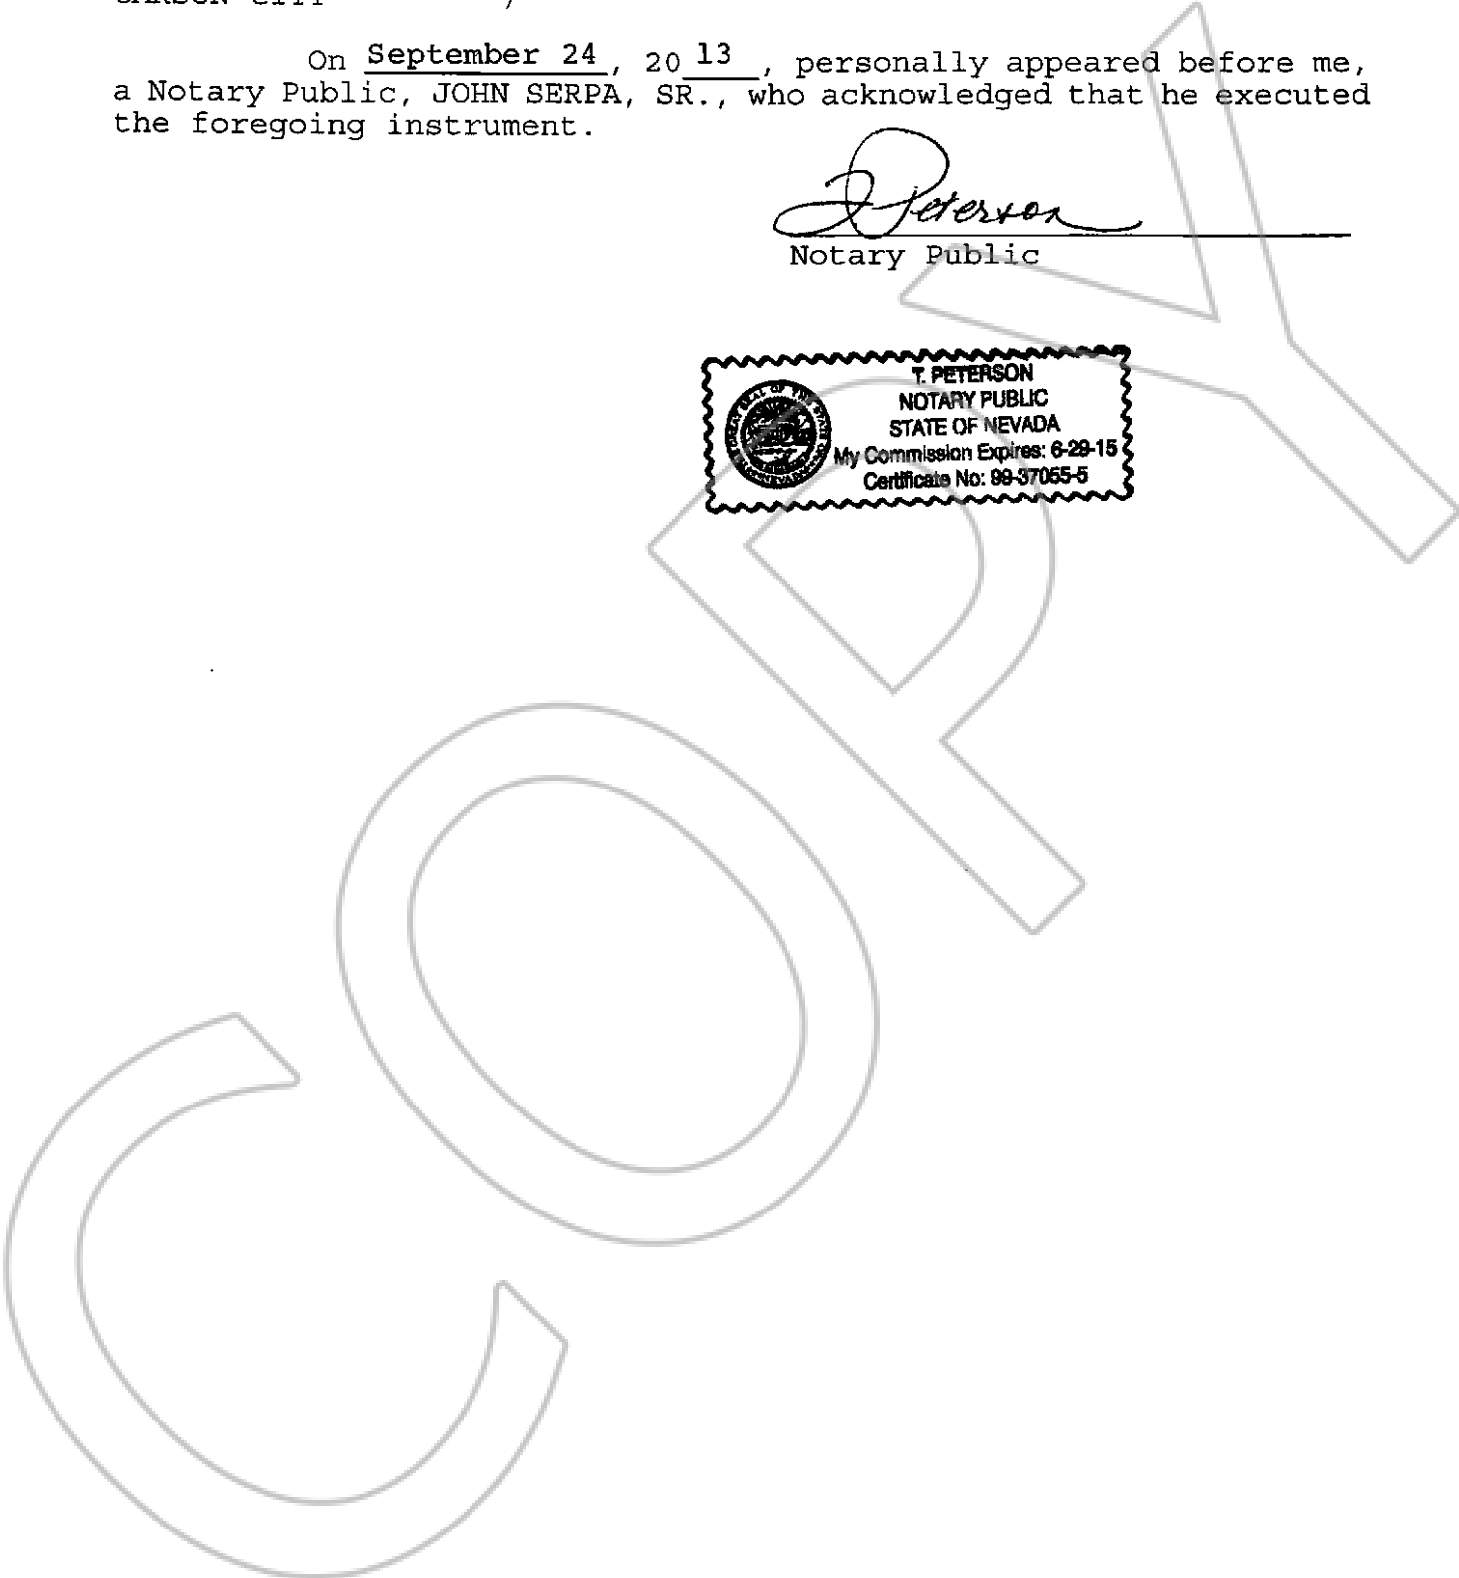 CARSON CITY )
On September 24, 20 13, personally appeared before me,
a Notary Public, JOHN SERPA, SR., who acknowledged that he executed
the foregoing instrument.
T Peterson
Notary Public
T. PETERSON
NOTARY PUBLIC
STATE OF NEVADA
My Commission Expires: 6-29-15
Certificate No: 99-37055-5
COPY